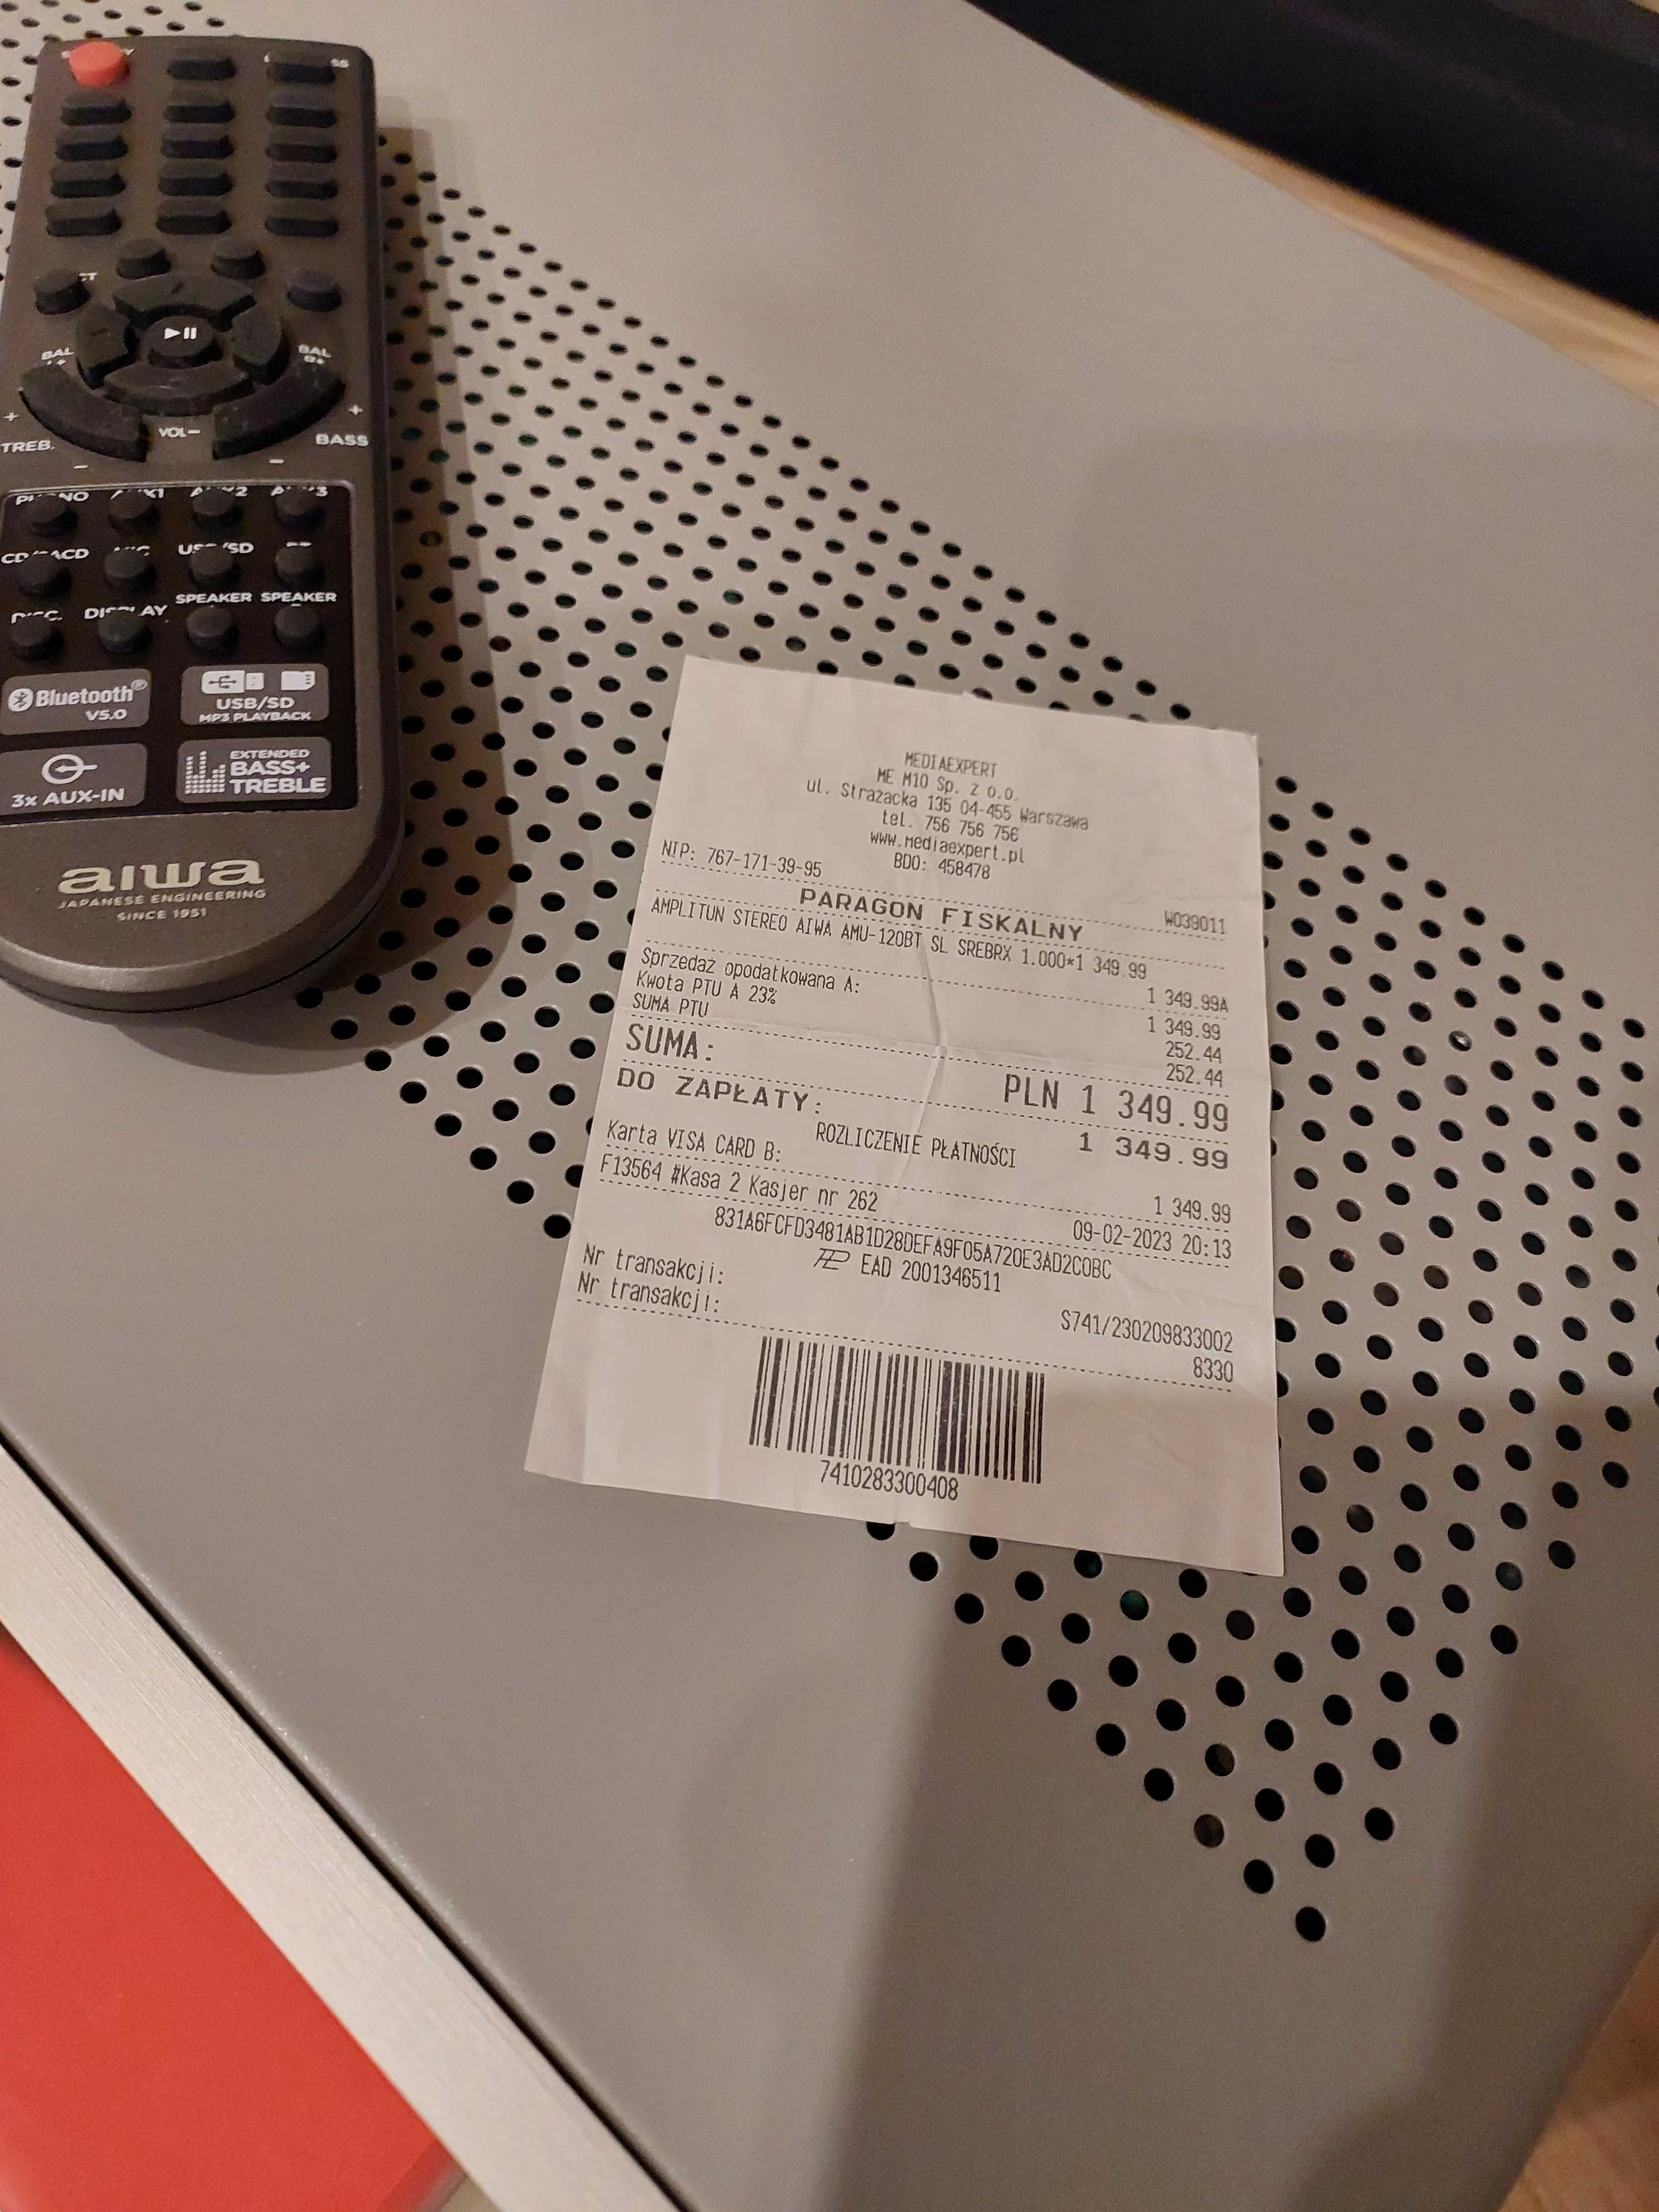 ▶II
BAL
BAL
+
+
TREB.
VOL−
BASS
−
−
DISPLAY
SPEAKER SPEAKER
Bluetooth
V5.0
USB/SD
MP3 PLAYBACK
3x AUX-IN
EXTENDED
BASS+
TREBLE
aiwa
JAPANESE ENGINEERING
SINCE 1951
MEDIAEXPERT
ME M10 Sp. z o.o.
ul. Strażacka 135 04-455 Warszawa
tel. 756 756 756
www.mediaexpert.pl
BDO: 458478
NIP: 767-171-39-95
W039011
PARAGON FISKALNY
AMPLITUN STEREO AIWA AMU-120BT SL SREBRX 1.000*1 349.99
1 349.99A
Sprzedaż opodatkowana A: 1 349.99
Kwota PTU A 23% 252.44
SUMA PTU 252.44
SUMA: PLN 1 349.99
DO ZAPŁATY: 1 349.99
ROZLICZENIE PŁATNOŚCI
Karta VISA CARD B: 1 349.99
F13564 #Kasa 2 Kasjer nr 262 09-02-2023 20:13
831A6FCFD3481AB1D28DEFA9F05A720E3AD2C0BC
EAD 2001346511
Nr transakcji: S741/230209833002
Nr transakcji: 8330
7410283300408